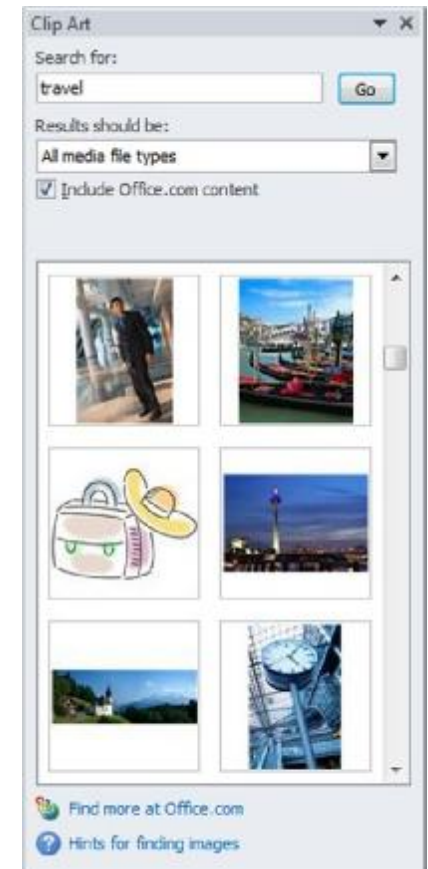 Clip Art
Search for:
travel
Go
Results should be:
All media file types
Include Office.com content
Find more at Office.com
Hints for finding images